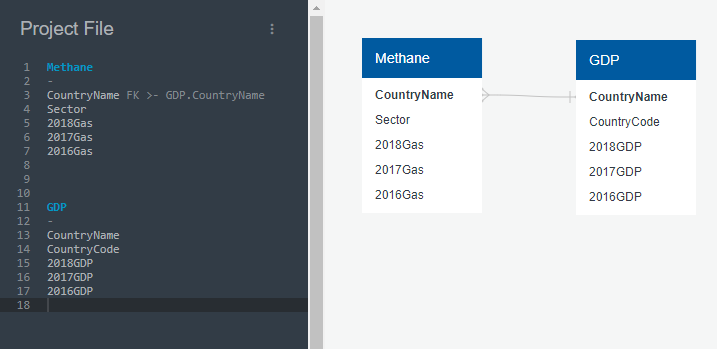 Project File
1 Methane
2 -
3 CountryName FK >- GDP.CountryName
4 Sector
5 2018Gas
6 2017Gas
7 2016Gas
8
9
10
11 GDP
12 -
13 CountryName
14 CountryCode
15 2018GDP
16 2017GDP
17 2016GDP
18
Methane
CountryName
Sector
2018Gas
2017Gas
2016Gas
GDP
CountryName
CountryCode
2018GDP
2017GDP
2016GDP